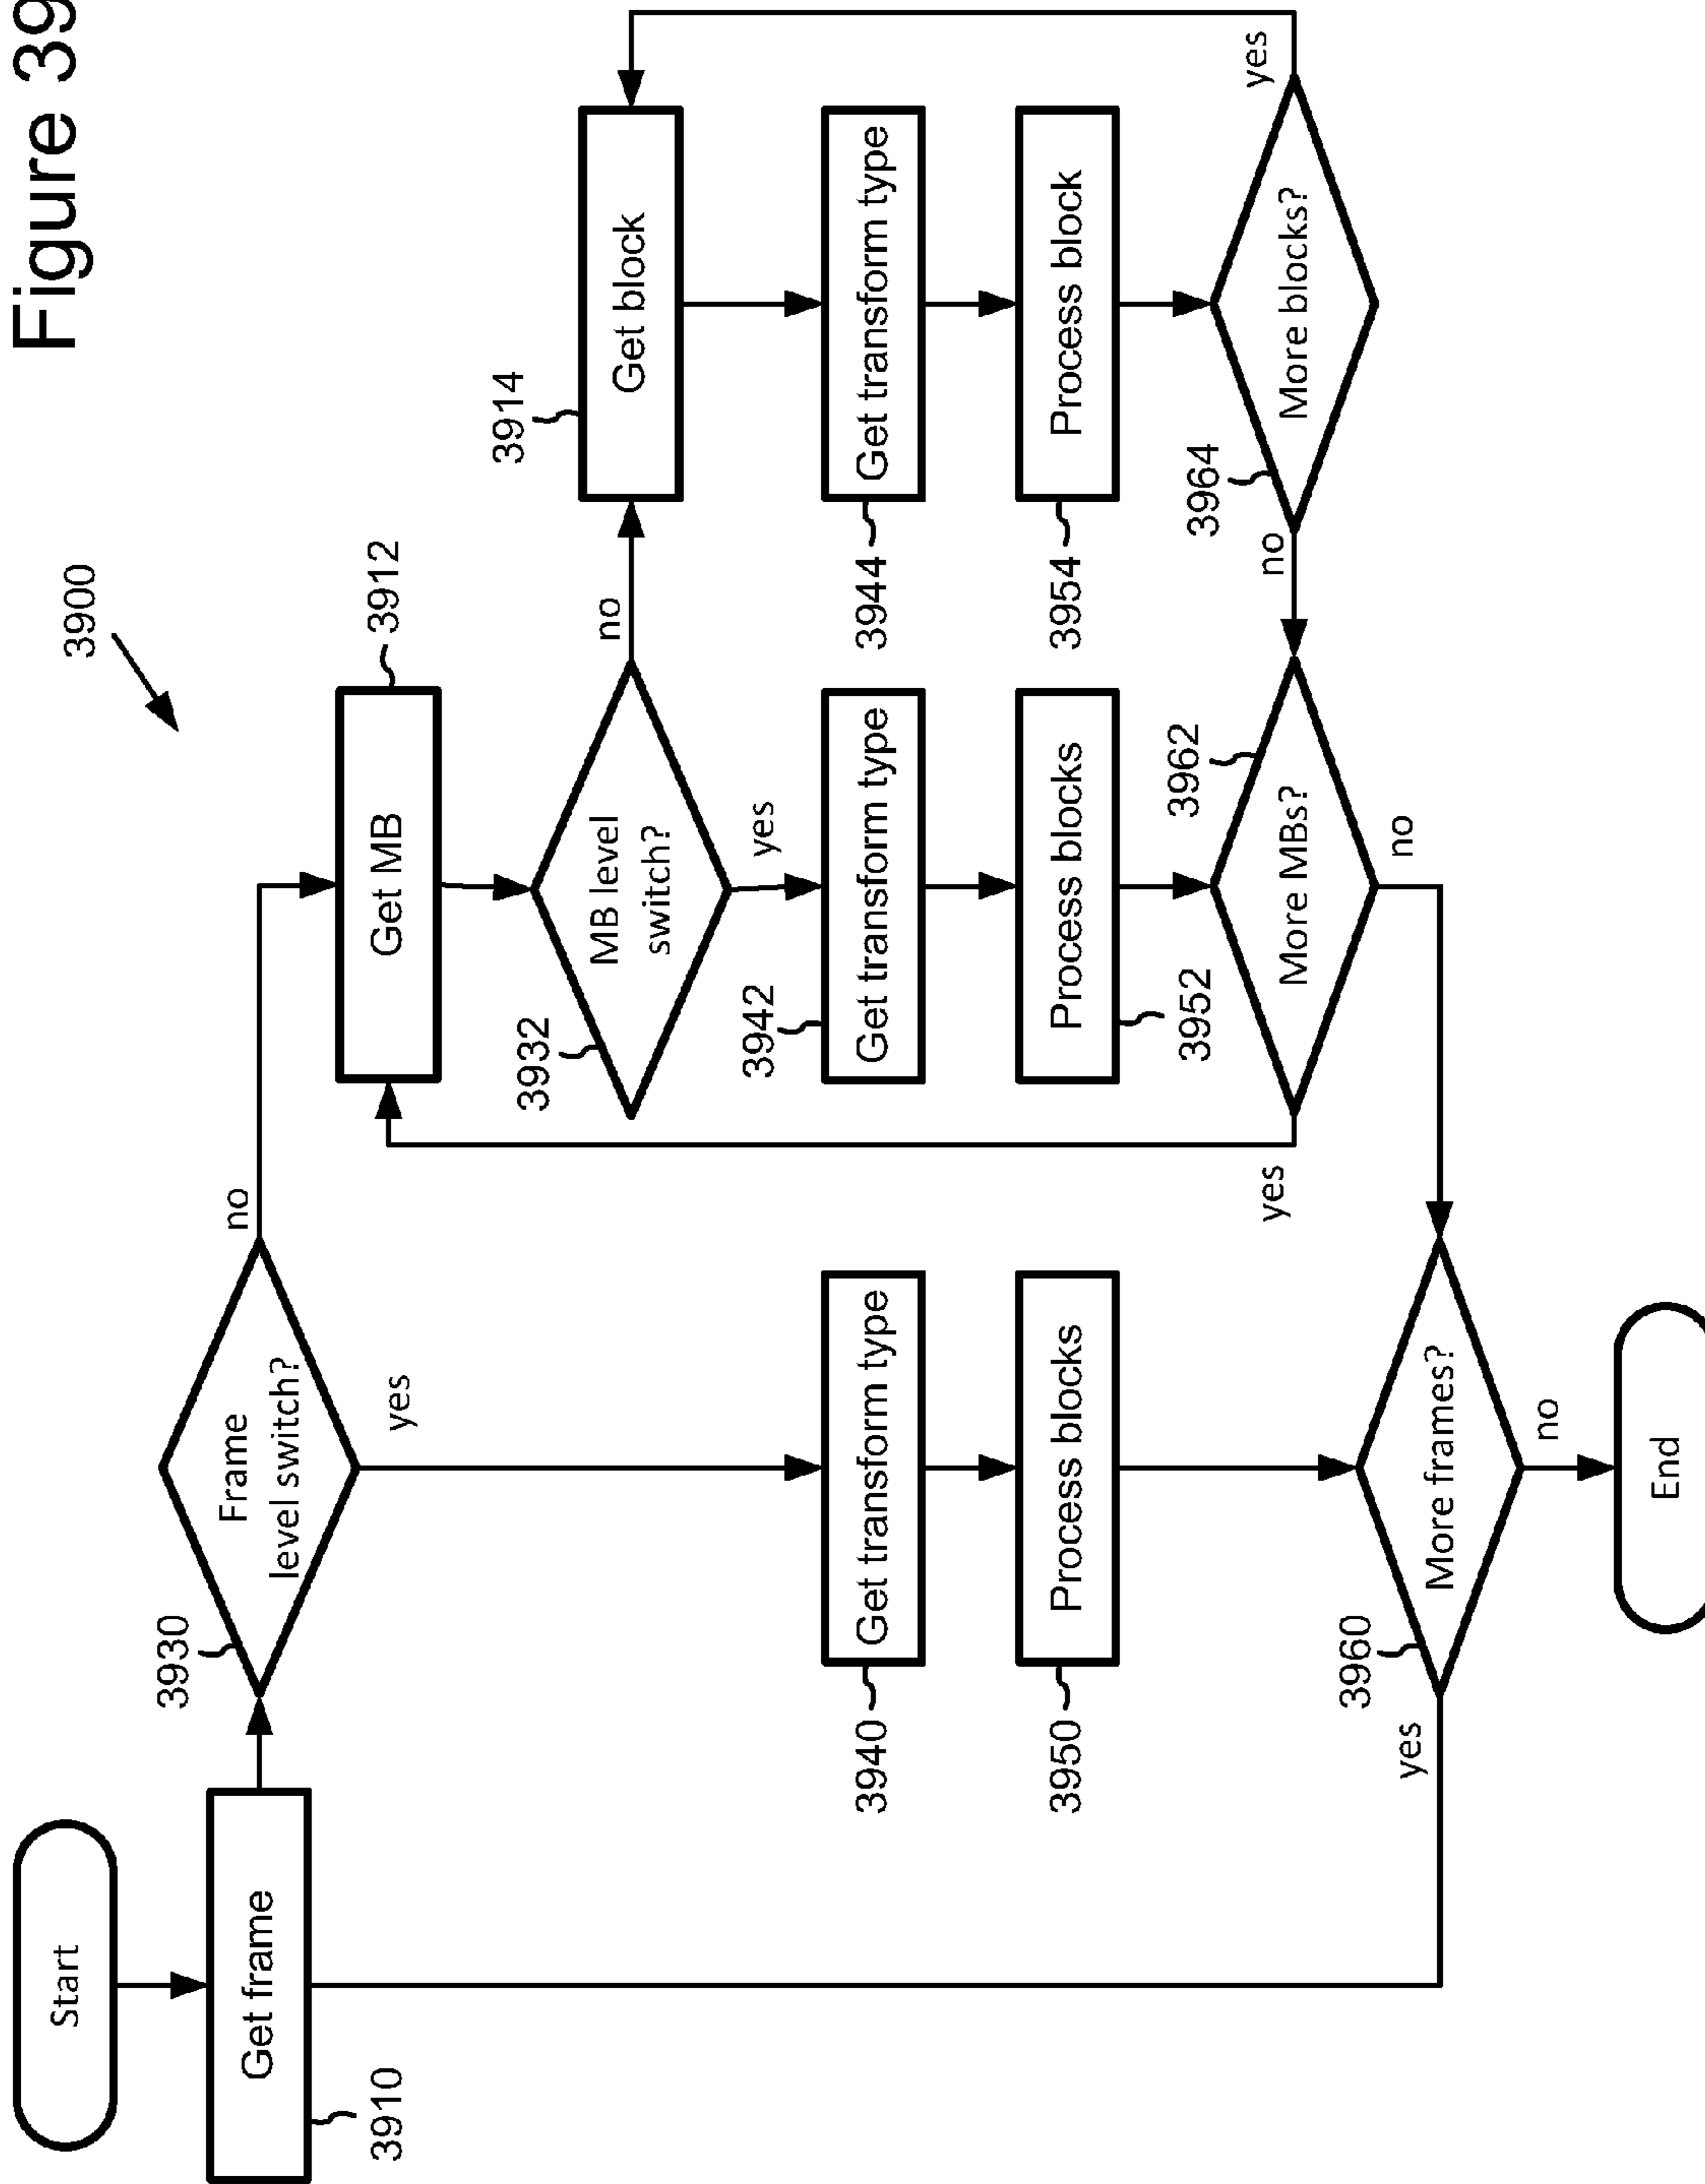 Figure 39
3900
Start
Get frame
3910
3930
Frame
level switch?
no
yes
Get MB
3912
3932
MB level
switch?
no
yes
3914
Get block
3940
Get transform type
3942
Get transform type
3944
Get transform type
3950
Process blocks
3952
Process blocks
3954
Process block
3960
More frames?
yes
no
3962
More MBs?
yes
no
3964
More blocks?
no
yes
End